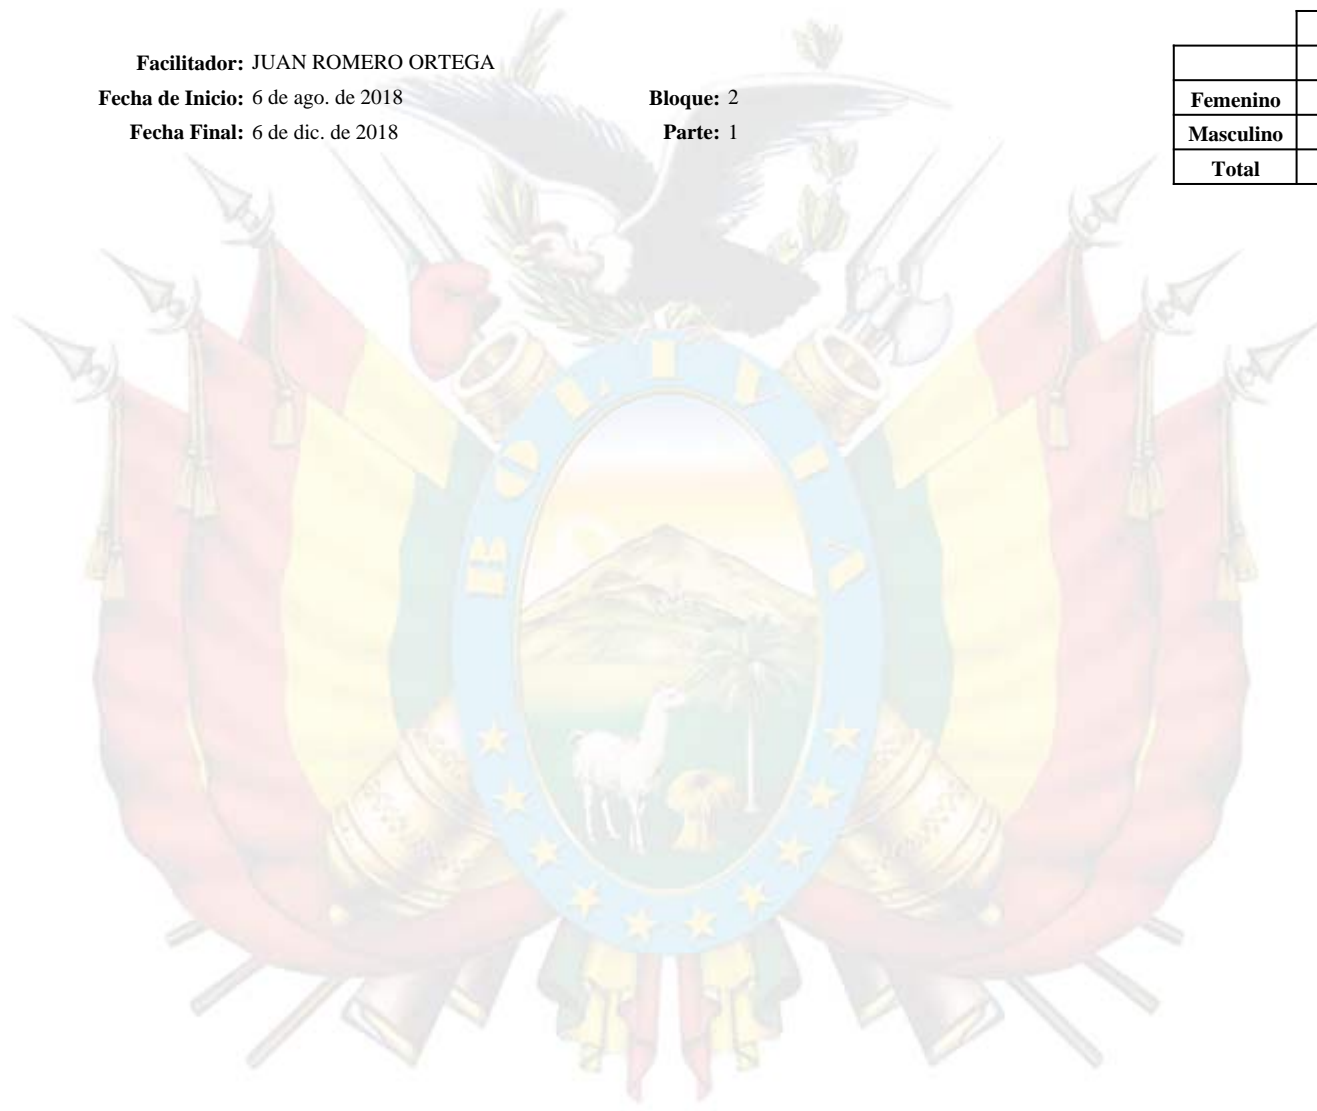 Facilitador: JUAN ROMERO ORTEGA
Fecha de Inicio: 6 de ago. de 2018 Bloque: 2
Femenino
Fecha Final: 6 de dic. de 2018 Parte: 1
Masculino
Total
BOLIVIA